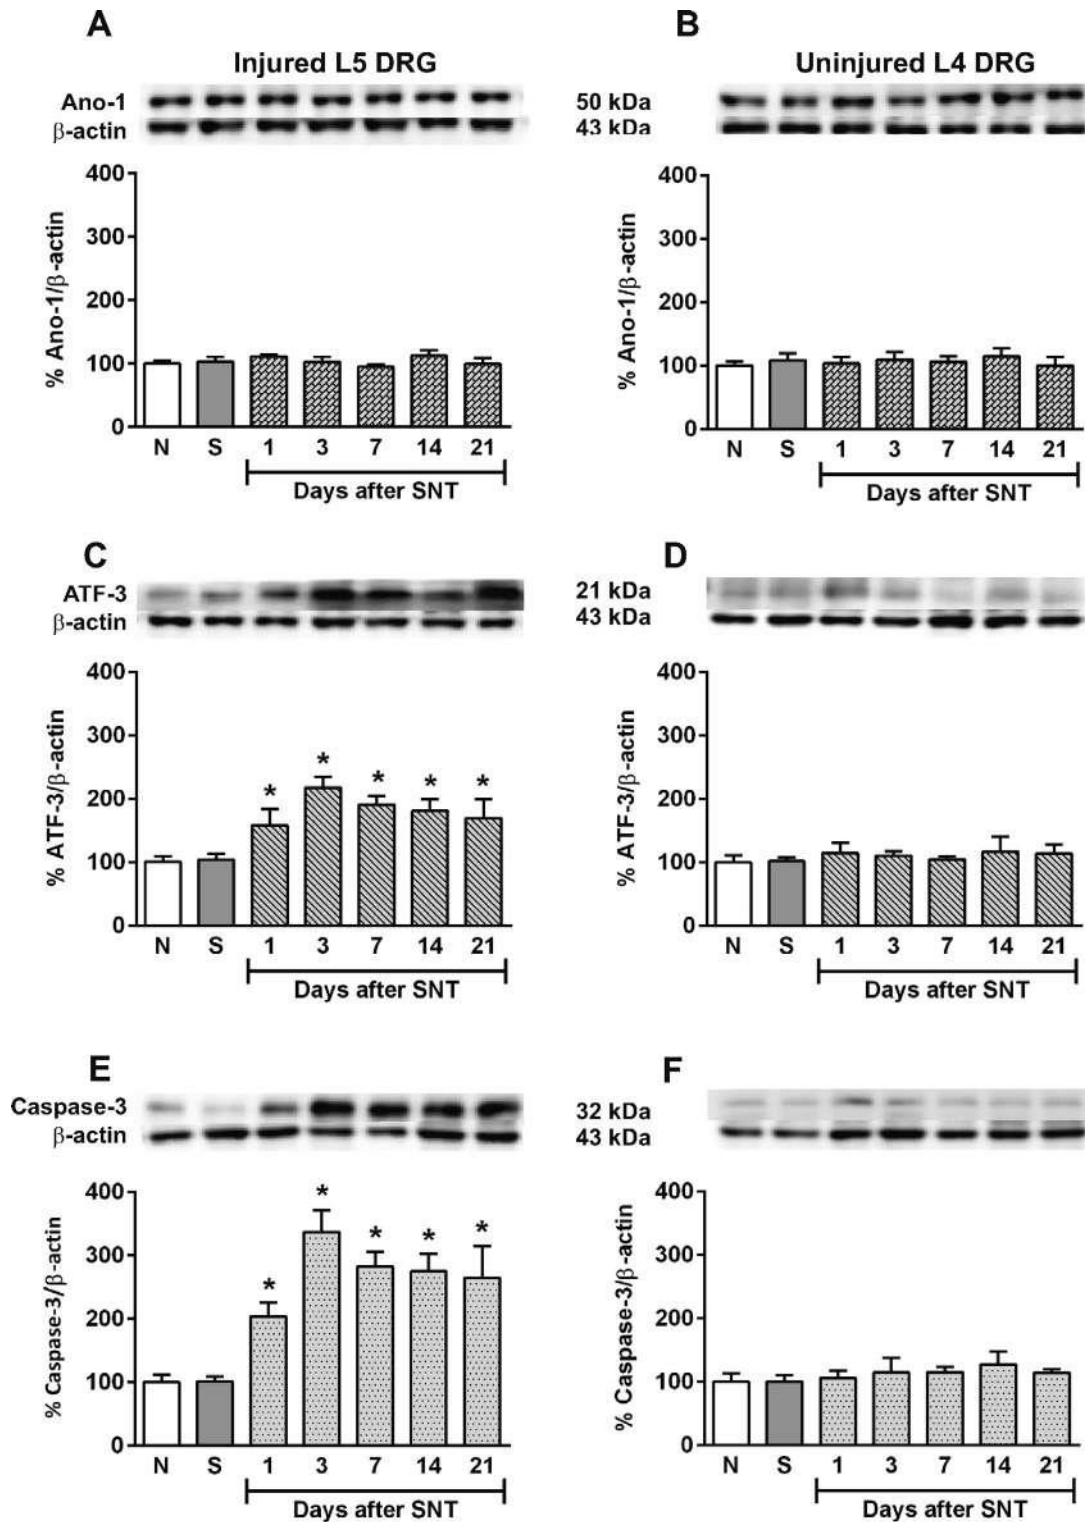 A
B
Injured L5 DRG
Uninjured L4 DRG
Ano-1
β-actin
50 kDa
43 kDa
% Ano-1/β-actin
400
300
200
100
0
N S 1 3 7 14 21
Days after SNT
% Ano-1/β-actin
400
300
200
100
0
N S 1 3 7 14 21
Days after SNT
C
D
ATF-3
β-actin
21 kDa
43 kDa
% ATF-3/β-actin
400
300
200
100
0
* * * * *
N S 1 3 7 14 21
Days after SNT
% ATF-3/β-actin
400
300
200
100
0
N S 1 3 7 14 21
Days after SNT
E
F
Caspase-3
β-actin
32 kDa
43 kDa
% Caspase-3/β-actin
400
300
200
100
0
* * * * *
N S 1 3 7 14 21
Days after SNT
% Caspase-3/β-actin
400
300
200
100
0
N S 1 3 7 14 21
Days after SNT